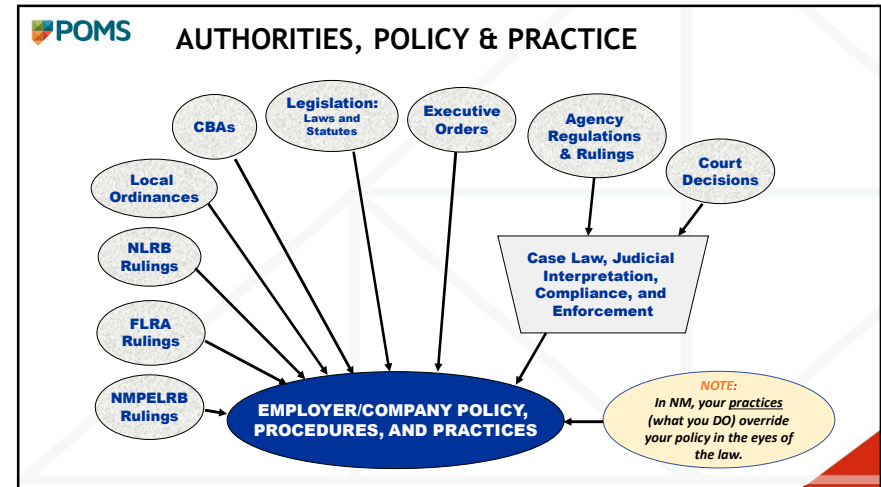 POMS
AUTHORITIES, POLICY & PRACTICE
Legislation:
Laws and
Statutes
Executive
Orders
CBAs
Agency
Regulations
& Rulings
Court
Decisions
Local
Ordinances
NLRB
Rulings
Case Law, Judicial
Interpretation,
Compliance, and
Enforcement
FLRA
Rulings
NMPELRB
Rulings
EMPLOYER/COMPANY POLICY,
PROCEDURES, AND PRACTICES
NOTE:
In NM, your practices
(what you DO) override
your policy in the eyes of
the law.